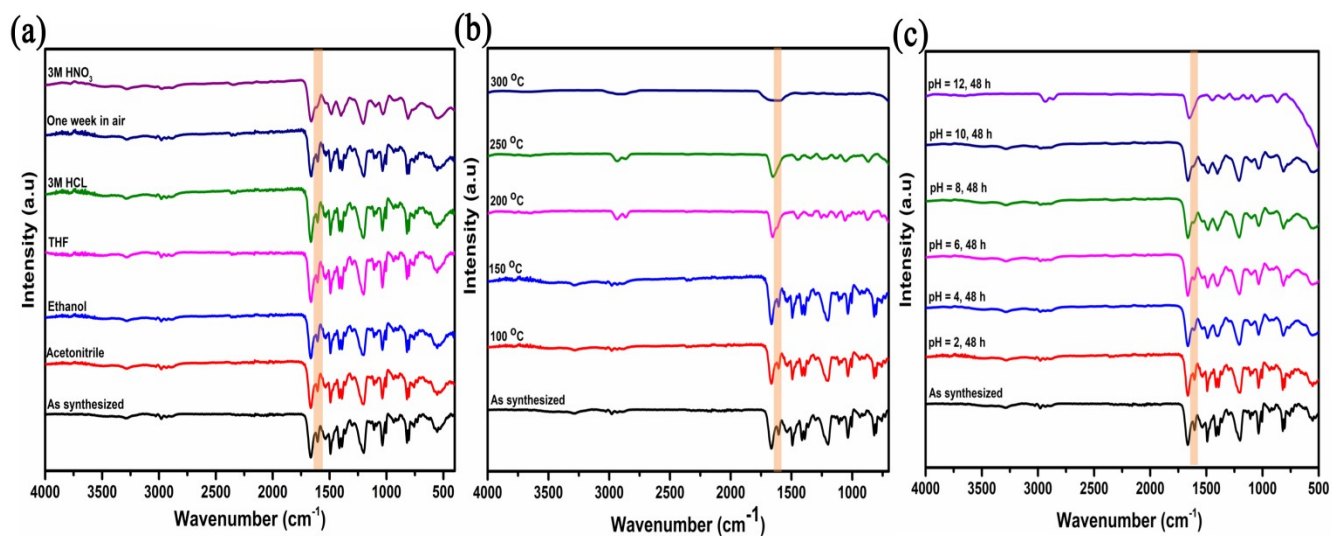 (a)
3M HNO3
One week in air
3M HCL
THF
Ethanol
Acetonitrile
As synthesized
Intensity (a.u)
4000 3500 3000 2500 2000 1500 1000 500
Wavenumber (cm-1)
(b)
300 °C
250 °C
200 °C
150 °C
100 °C
As synthesized
Intensity (a.u)
4000 3500 3000 2500 2000 1500 1000
Wavenumber (cm-1)
(c)
pH = 12, 48 h
pH = 10, 48 h
pH = 8, 48 h
pH = 6, 48 h
pH = 4, 48 h
pH = 2, 48 h
As synthesized
Intensity (a.u)
4000 3500 3000 2500 2000 1500 1000 500
Wavenumber (cm-1)